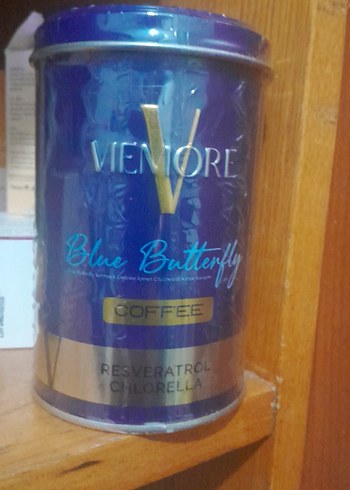 VIEMORE
V
Blue Butterfly
COFFEE
RESVERATROL
CHLORELLA